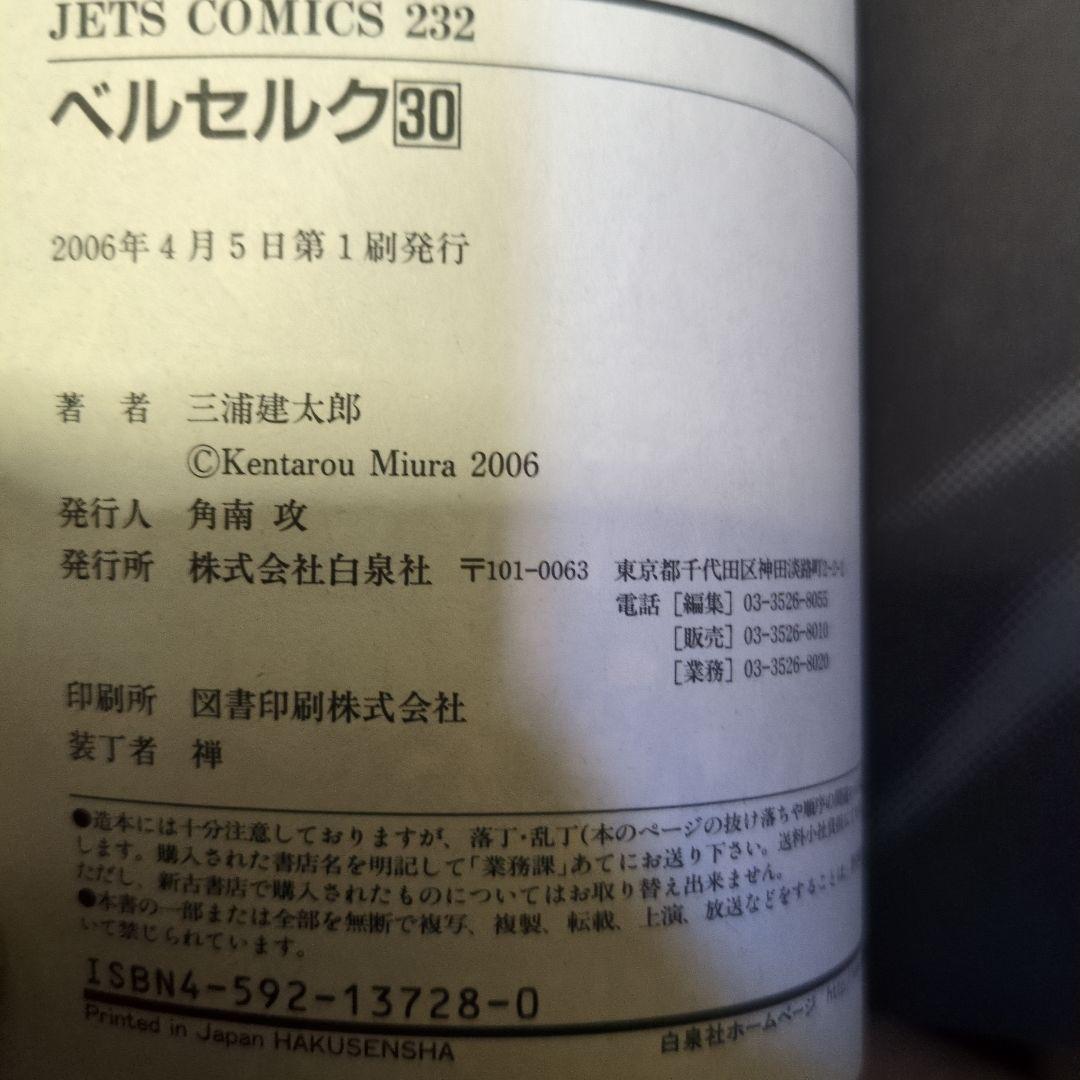 JETS COMICS 232
ベルセルク30
2006年4月5日第1刷発行
著 者 三浦建太郎
©Kentarou Miura 2006
発行人 角南 攻
発行所 株式会社白泉社 〒101-0063 東京都千代田区神田淡路町2-2-2
電話［編集］03-3526-8055
［販売］03-3526-8010
［業務］03-3526-8020
印刷所 図書印刷株式会社
装丁者 禅
●造本には十分注意しておりますが、落丁・乱丁(本のページの抜け落ちや順序の
します。購入された書店名を明記して「業務課」あてにお送り下さい。送料小社
ただし、新古書店で購入されたものについてはお取り替え出来ません。
●本書の一部または全部を無断で複写、複製、転載、上演、放送などをすることは、
いて禁じられています。
ISBN4-592-13728-0
Printed in Japan HAKUSENSHA
白泉社ホームページ http: